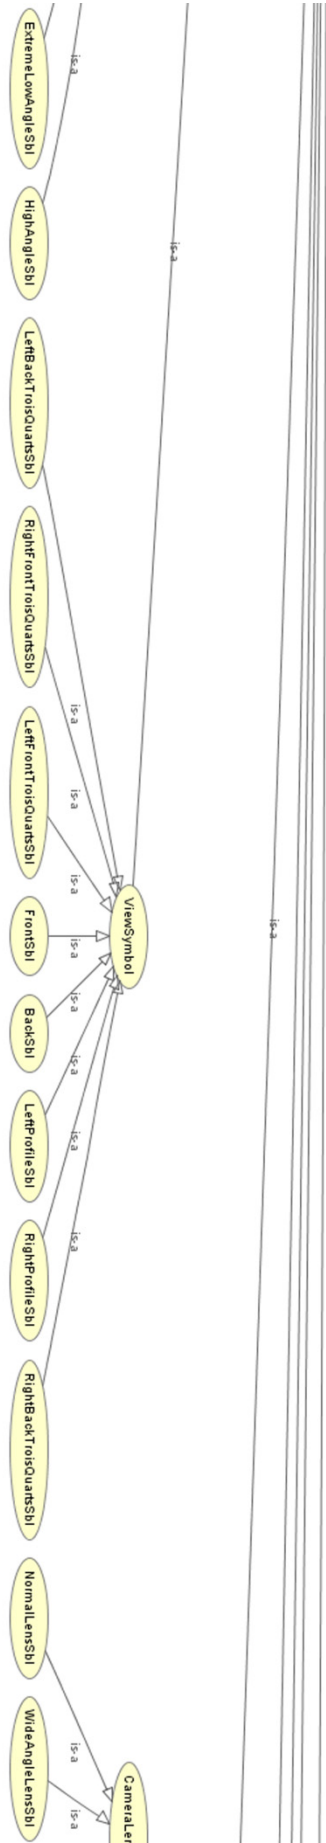 ExtremeLowAngleSbl
is-a
HighAngleSbl
is-a
LeftBackTroisQuartsSbl
RightFrontTroisQuartsSbl
is-a
LeftFrontTroisQuartsSbl
is-a
is-a
ViewSymbol
FrontSbl
is-a
is-a
BackSbl
is-a
is-a
LeftProfileSbl
is-a
RightProfileSbl
is-a
RightBackTroisQuartsSbl
NormalLensSbl
is-a
WideAngleLensSbl
is-a
CameraLen